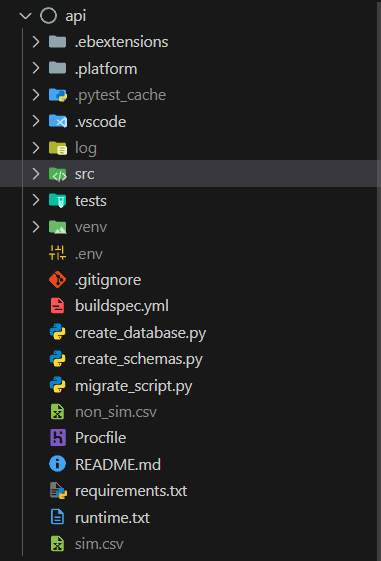 api
.ebextensions
.platform
.pytest_cache
.vscode
log
src
tests
venv
.env
.gitignore
buildspec.yml
create_database.py
create_schemas.py
migrate_script.py
non_sim.csv
Procfile
README.md
requirements.txt
runtime.txt
sim.csv